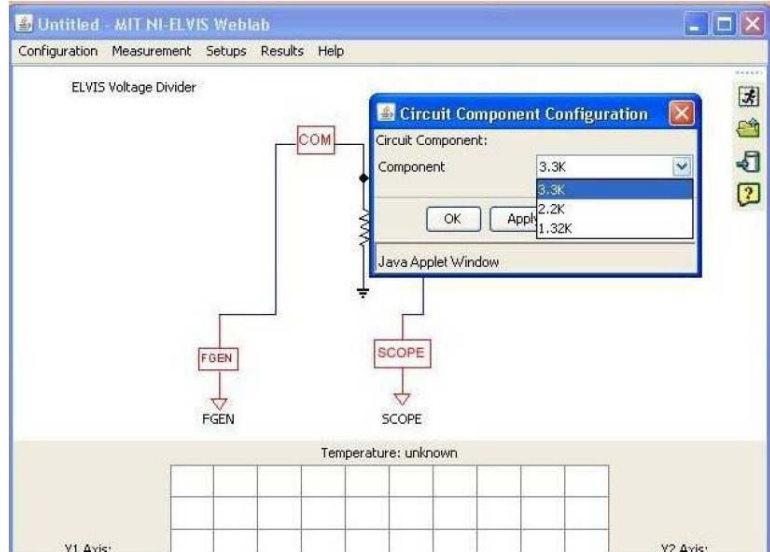 Untitled - MIT NI-ELVIS Weblab
Configuration Measurement Setups Results Help
ELVIS Voltage Divider
Circuit Component Configuration
COM
Circuit Component:
Component 3.3K
3.3K
OK Appl 2.2K
1.32K
Java Applet Window
FGEN SCOPE
FGEN SCOPE
Temperature: unknown
Y1 Axis: Y2 Axis: